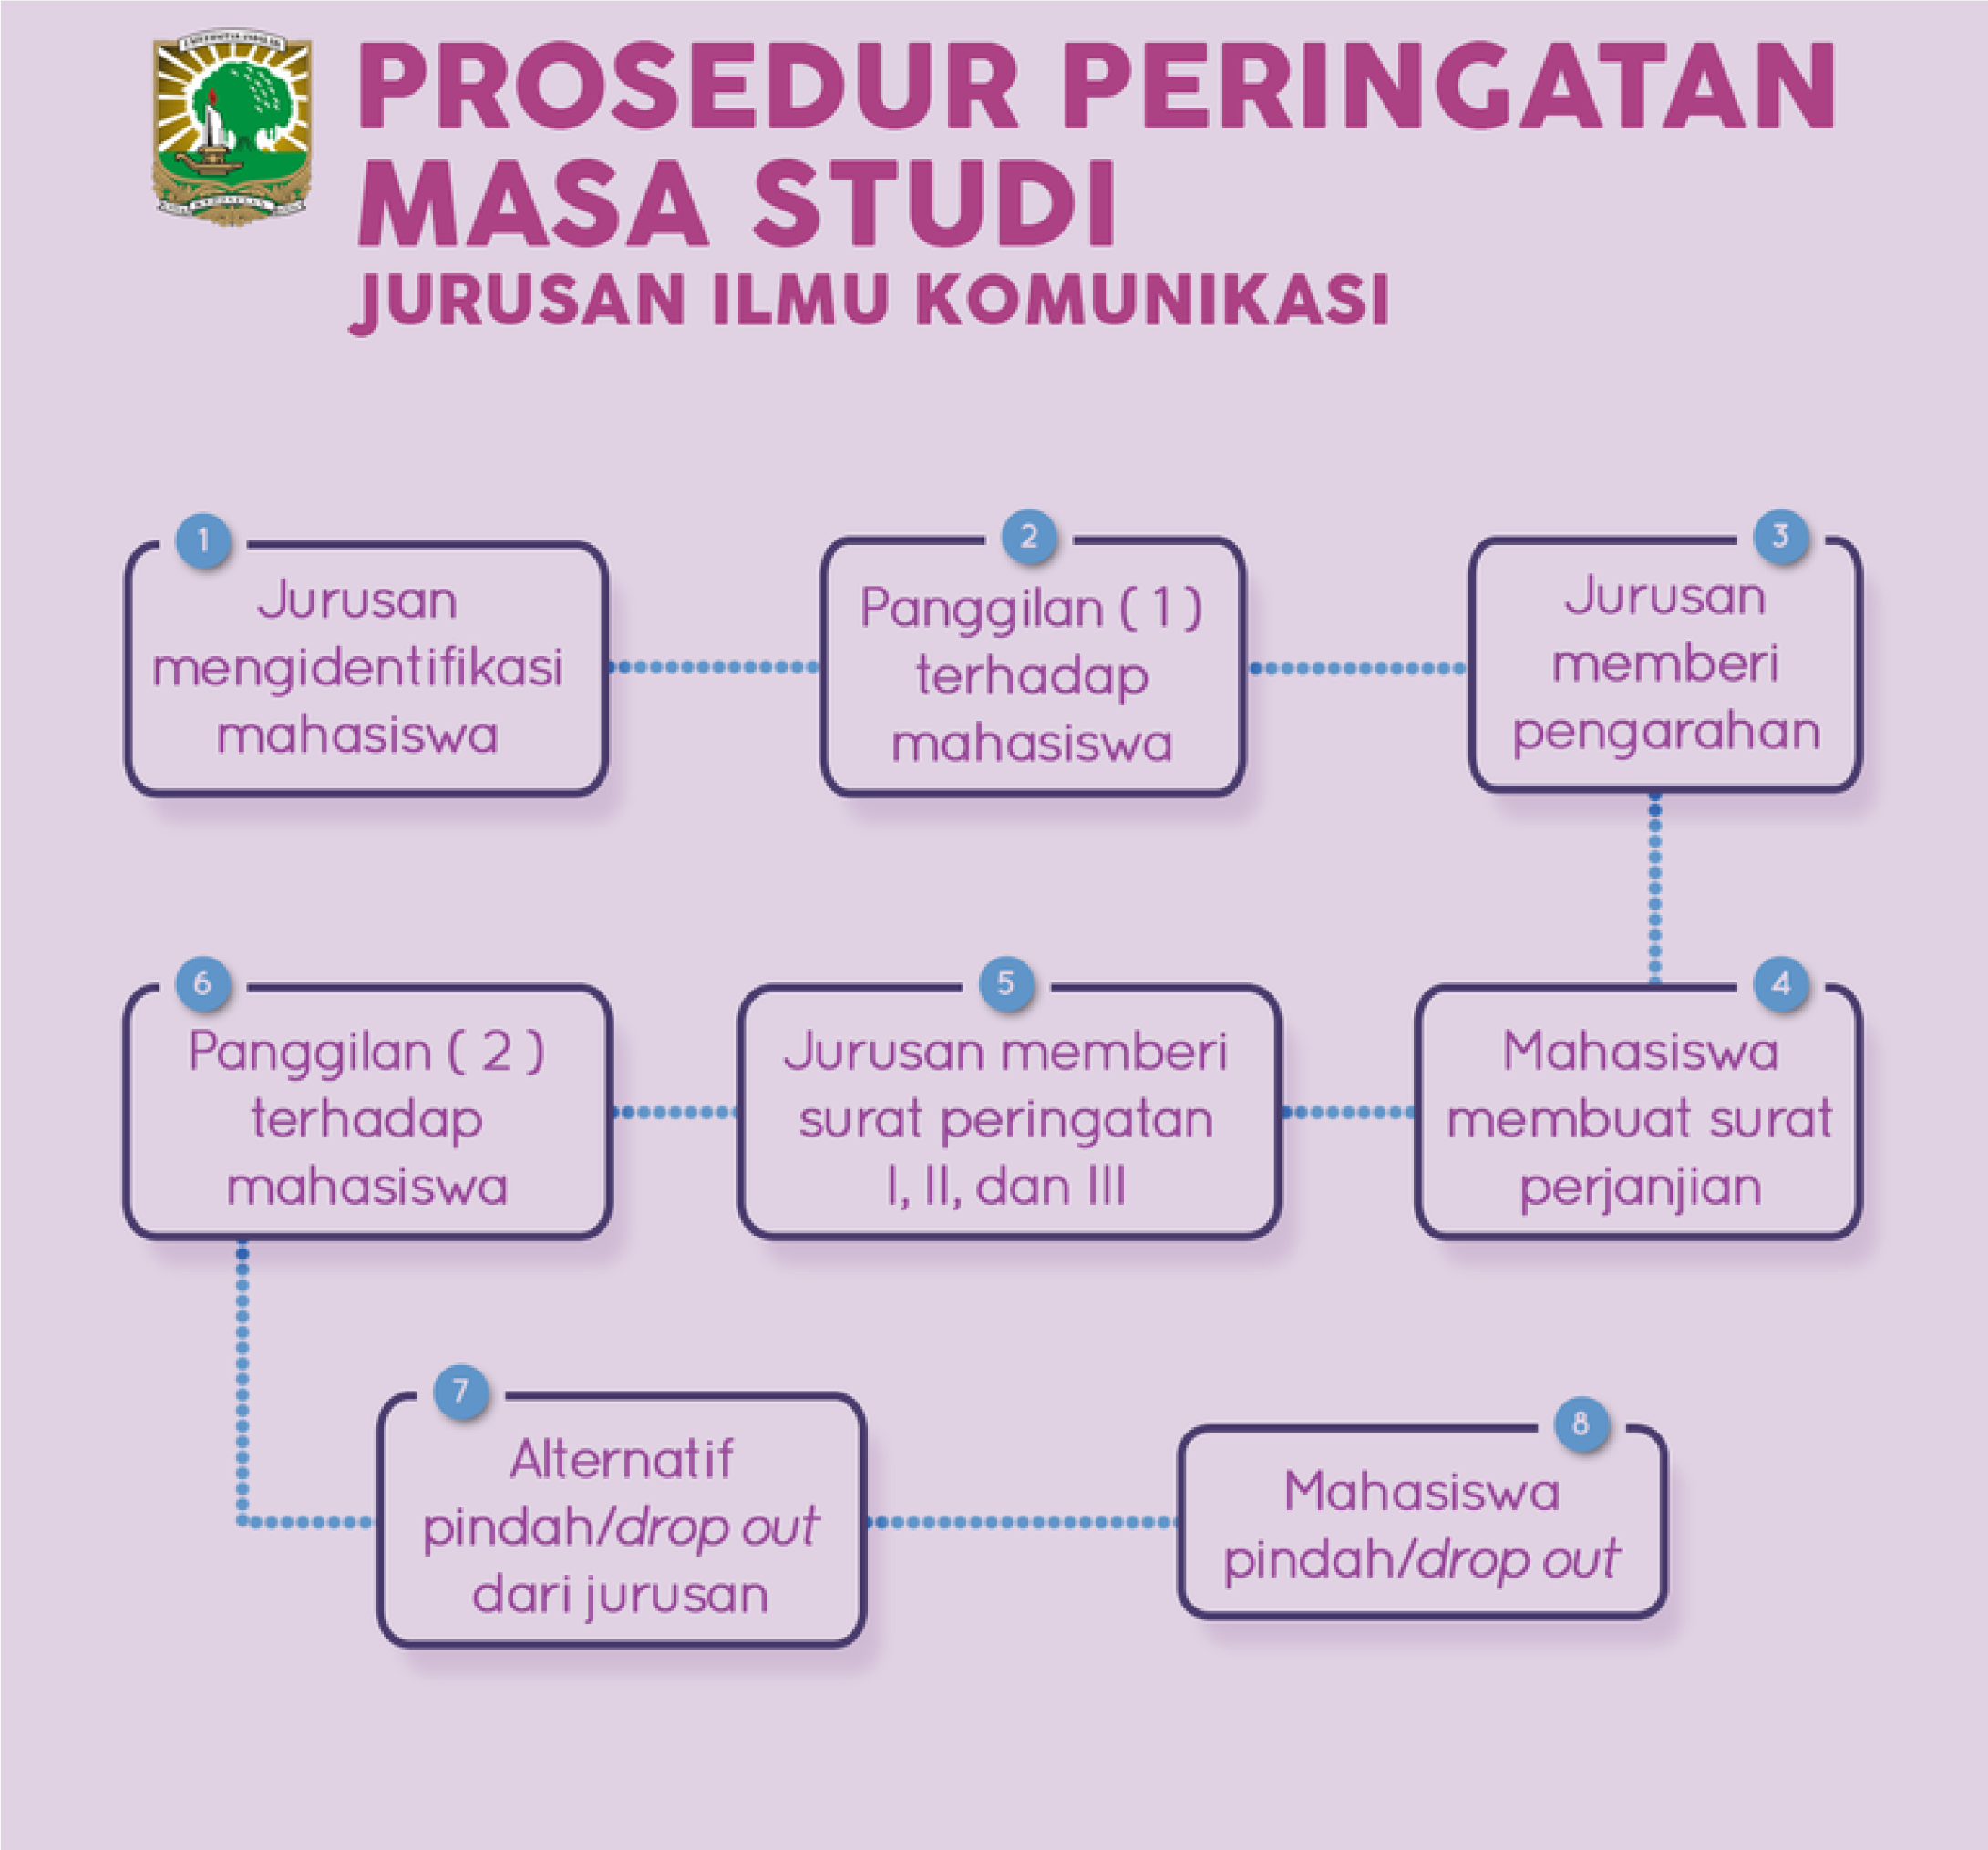 PROSEDUR PERINGATAN
MASA STUDI
JURUSAN ILMU KOMUNIKASI
1
Jurusan
mengidentifikasi
mahasiswa
2
Panggilan ( 1 )
terhadap
mahasiswa
3
Jurusan
memberi
pengarahan
4
Mahasiswa
membuat surat
perjanjian
5
Jurusan memberi
surat peringatan
I, II, dan III
6
Panggilan ( 2 )
terhadap
mahasiswa
7
Alternatif
pindah/drop out
dari jurusan
8
Mahasiswa
pindah/drop out